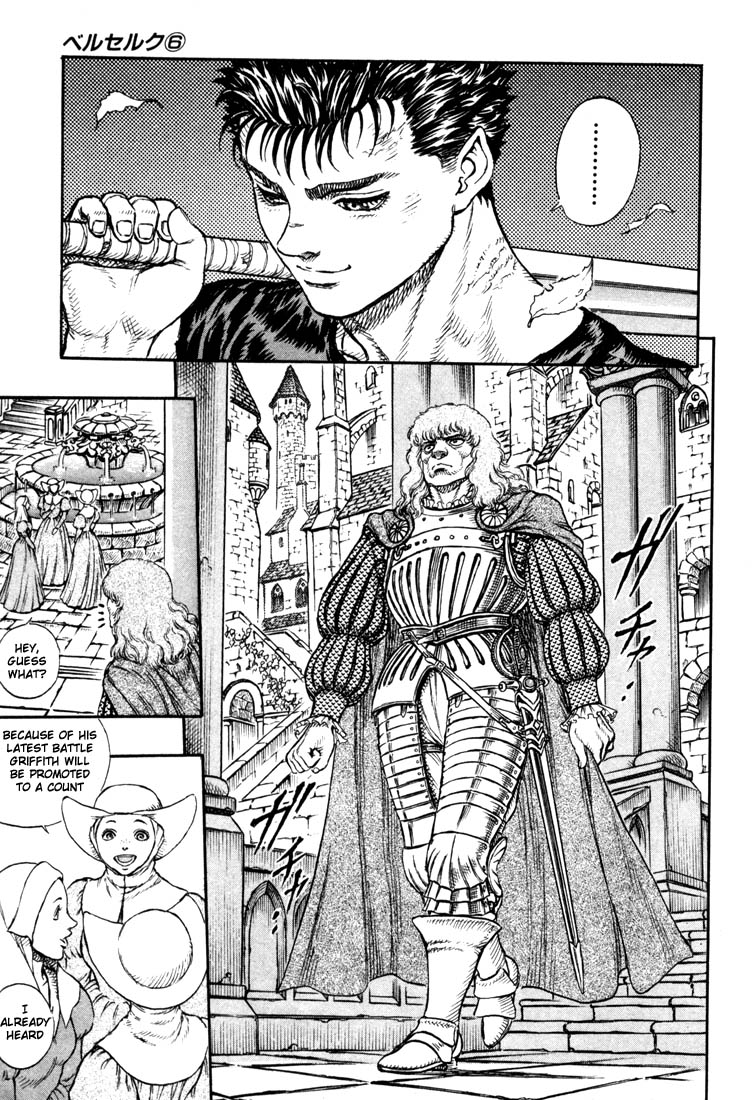 ベルセルク⑥
………
ガチャ…
ガチャ…
HEY,
GUESS
WHAT?
BECAUSE OF HIS
LATEST BATTLE
GRIFFITH WILL
BE PROMOTED
TO A COUNT
I
ALREADY
HEARD